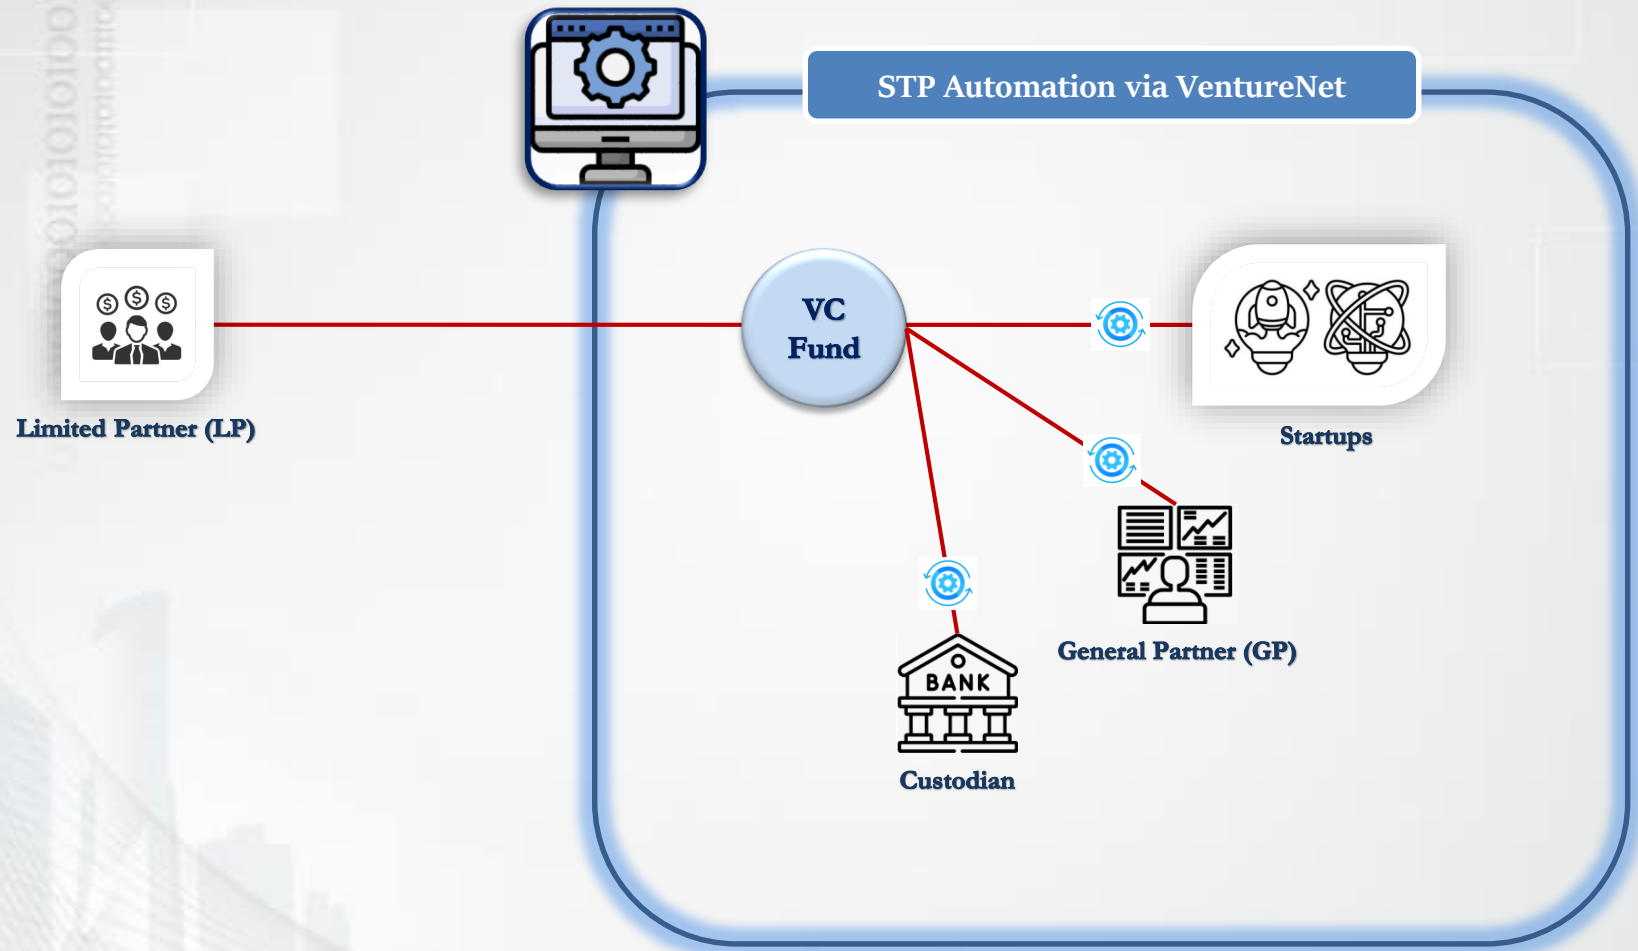 STP Automation via VentureNet
VC
Fund
Limited Partner (LP)
Startups
General Partner (GP)
BANK
Custodian